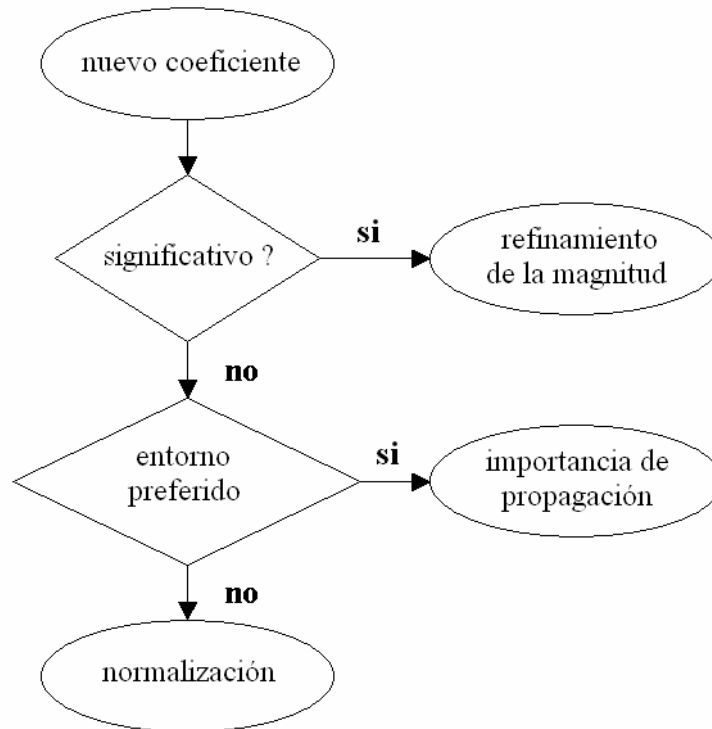 nuevo coeficiente
significativo ?
si
refinamiento
de la magnitud
no
entorno
preferido
si
importancia de
propagación
no
normalización